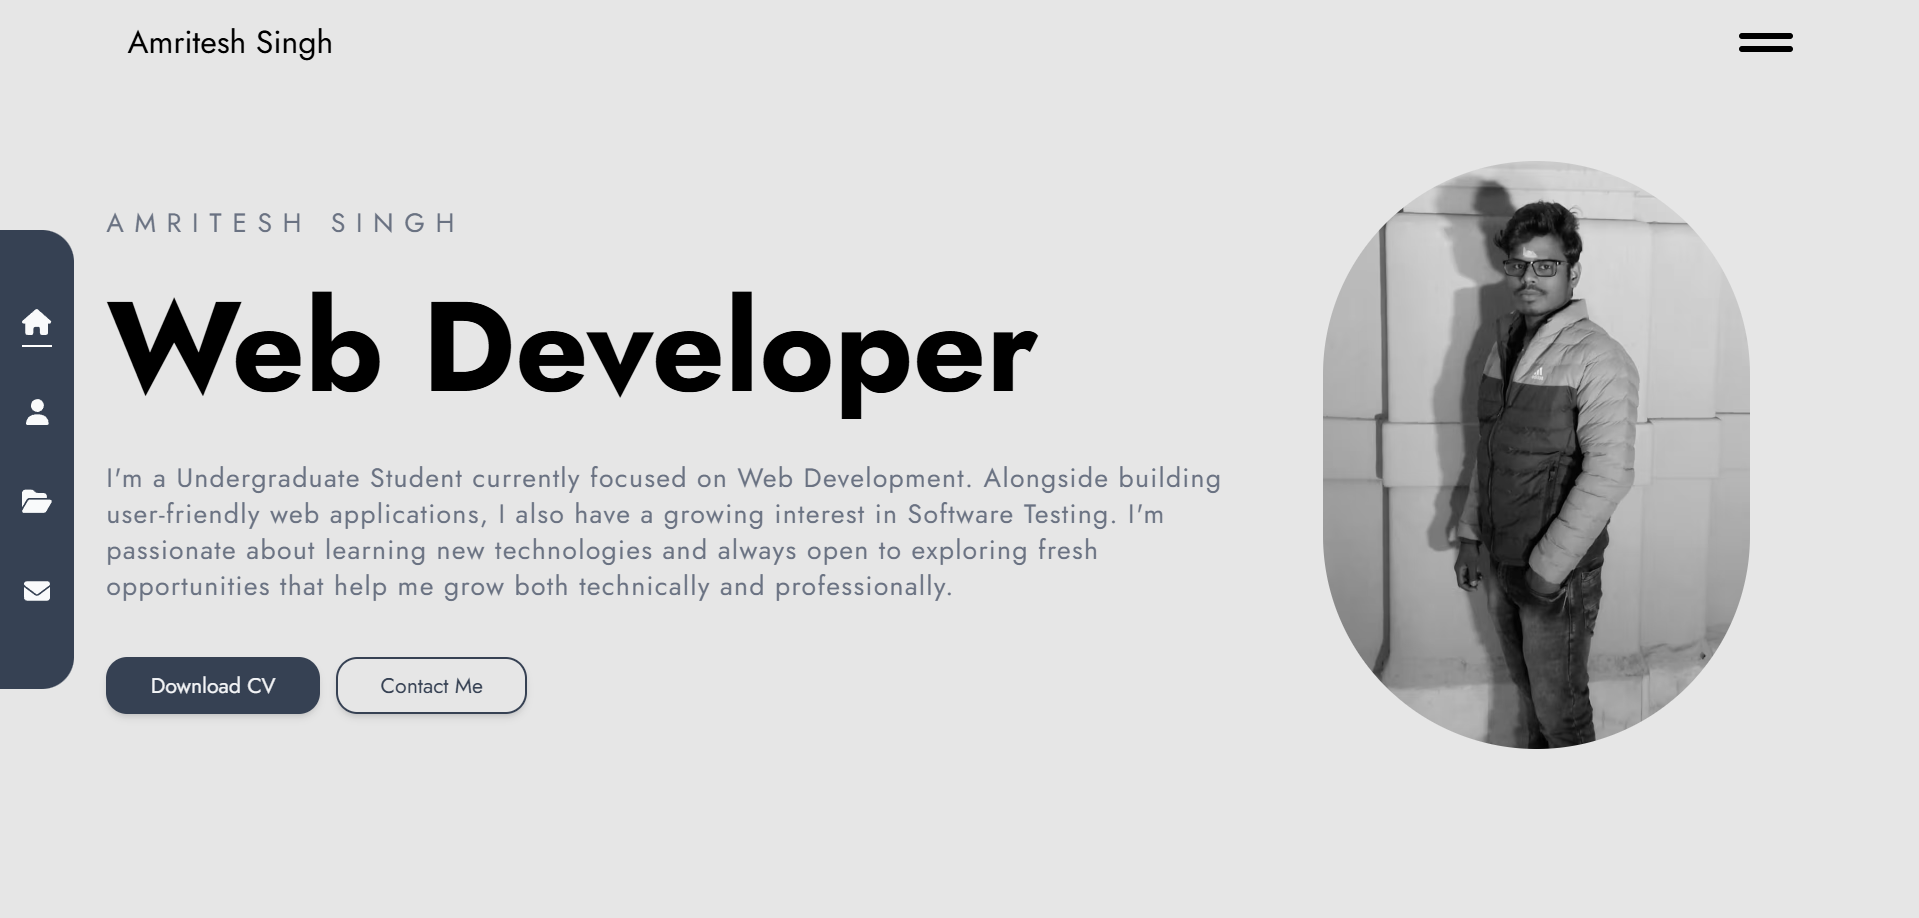 Amritesh Singh
AMRITESH SINGH
Web Developer
I'm a Undergraduate Student currently focused on Web Development. Alongside building
user-friendly web applications, I also have a growing interest in Software Testing. I'm
passionate about learning new technologies and always open to exploring fresh
opportunities that help me grow both technically and professionally.
Download CV
Contact Me